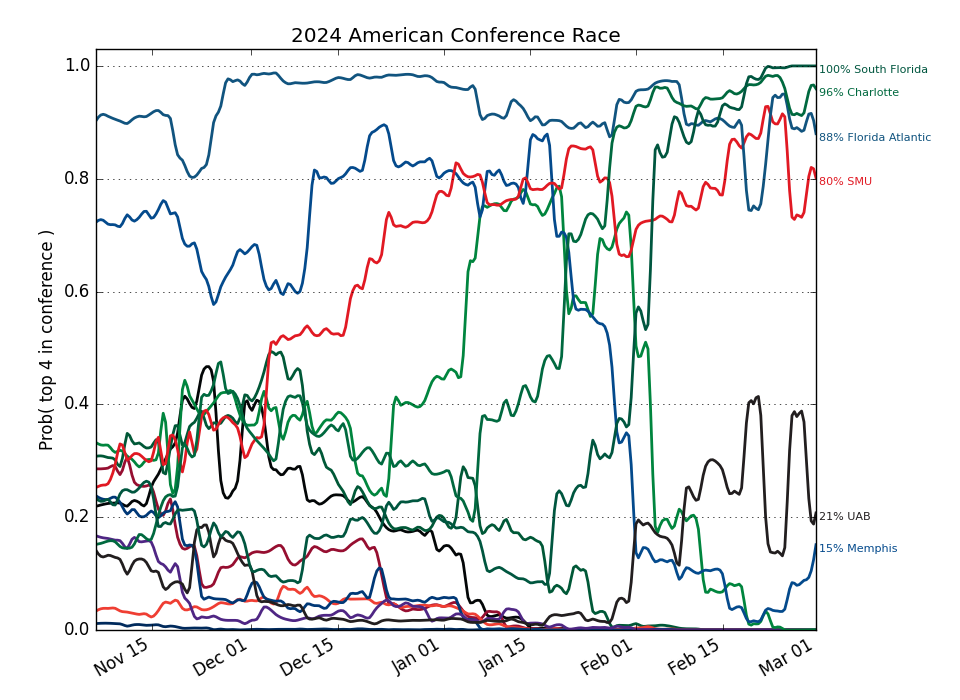 2024 American Conference Race
Prob( top 4 in conference )
1.0
0.8
0.6
0.4
0.2
0.0
Nov 15
Dec 01
Dec 15
Jan 01
Jan 15
Feb 01
Feb 15
Mar 01
100% South Florida
96% Charlotte
88% Florida Atlantic
80% SMU
21% UAB
15% Memphis